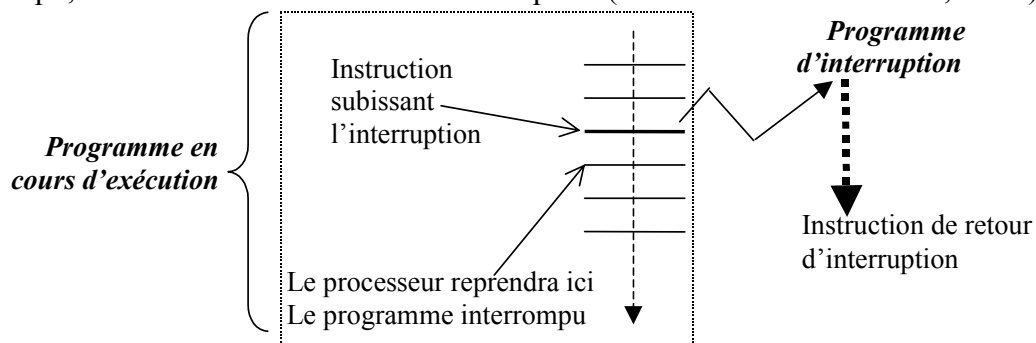 Programme
d'interruption
Instruction
subissant
l'interruption
Programme en
cours d'exécution
Instruction de retour
d'interruption
Le processeur reprendra ici
Le programme interrompu